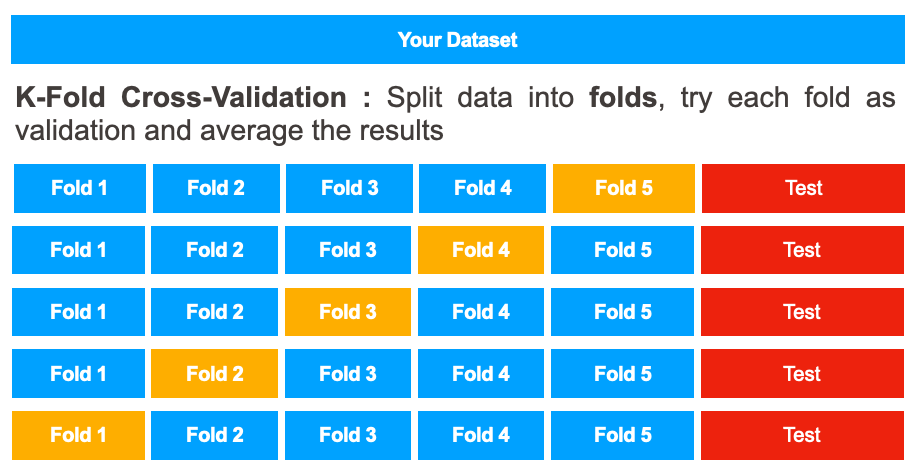 Your Dataset
K-Fold Cross-Validation : Split data into folds, try each fold as
validation and average the results
Fold 1 Fold 2 Fold 3 Fold 4 Fold 5 Test
Fold 1 Fold 2 Fold 3 Fold 4 Fold 5 Test
Fold 1 Fold 2 Fold 3 Fold 4 Fold 5 Test
Fold 1 Fold 2 Fold 3 Fold 4 Fold 5 Test
Fold 1 Fold 2 Fold 3 Fold 4 Fold 5 Test